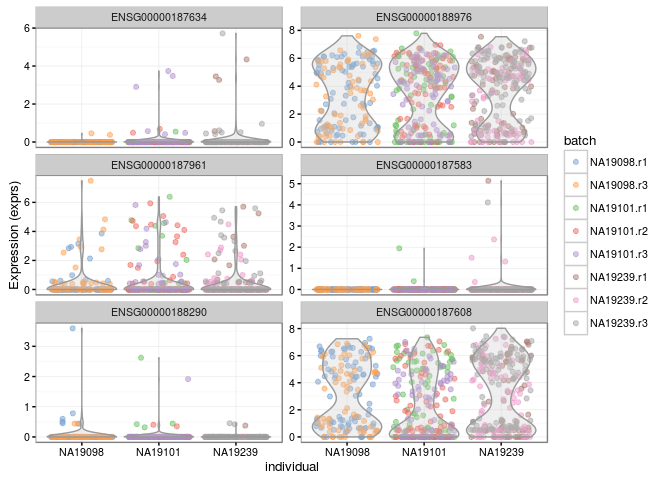 ENSG00000187634
ENSG00000188976
6
4
2
0
8
6
4
2
0
ENSG00000187961
ENSG00000187583
6
4
2
0
5
4
3
2
1
0
ENSG00000188290
ENSG00000187608
3
2
1
0
8
6
4
2
0
NA19098
NA19101
NA19239
NA19098
NA19101
NA19239
individual
Expression (exprs)
batch
NA19098.r1
NA19098.r3
NA19101.r1
NA19101.r2
NA19101.r3
NA19239.r1
NA19239.r2
NA19239.r3